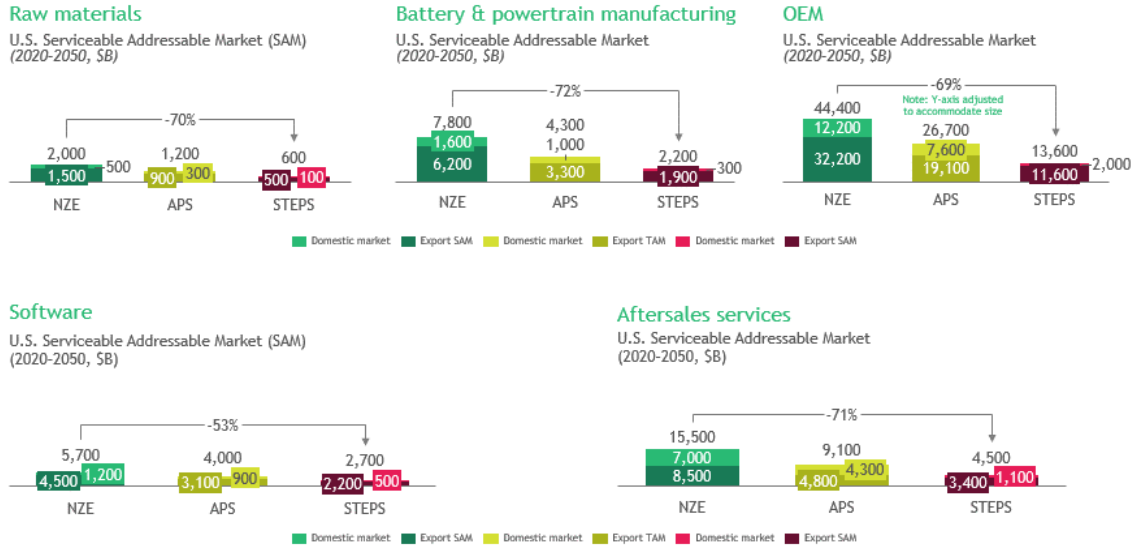 Raw materials
U.S. Serviceable Addressable Market (SAM)
(2020-2050, $B)
-70%
2,000
500
1,500
NZE
1,200
900
300
APS
600
500
100
STEPS
Battery & powertrain manufacturing
U.S. Serviceable Addressable Market
(2020-2050, $B)
-72%
7,800
1,600
6,200
NZE
4,300
1,000
3,300
APS
2,200
300
1,900
STEPS
OEM
U.S. Serviceable Addressable Market
(2020-2050, $B)
-69%
Note: Y-axis adjusted
to accommodate size
44,400
12,200
32,200
NZE
26,700
7,600
19,100
APS
13,600
2,000
11,600
STEPS
Domestic market Export SAM Domestic market Export TAM Domestic market Export SAM
Software
U.S. Serviceable Addressable Market (SAM)
(2020-2050, $B)
-53%
5,700
4,500
1,200
NZE
4,000
3,100
900
APS
2,700
2,200
500
STEPS
Aftersales services
U.S. Serviceable Addressable Market
(2020-2050, $B)
-71%
15,500
7,000
8,500
NZE
9,100
4,800
4,300
APS
4,500
3,400
1,100
STEPS
Domestic market Export SAM Domestic market Export TAM Domestic market Export SAM